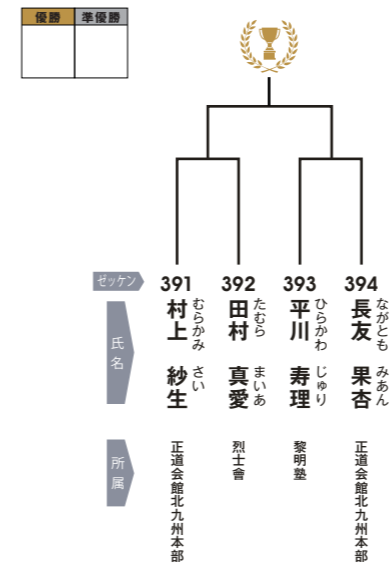 優勝 準優勝
ゼッケン 391 392 393 394
氏名
村上 紗生
むらかみ さい
田村 真愛
たむら まいあ
平川 寿理
ひらかわ じゅり
長友 果杏
ながとも みあん
所属
正道会館北九州本部
烈士會
黎明塾
正道会館北九州本部